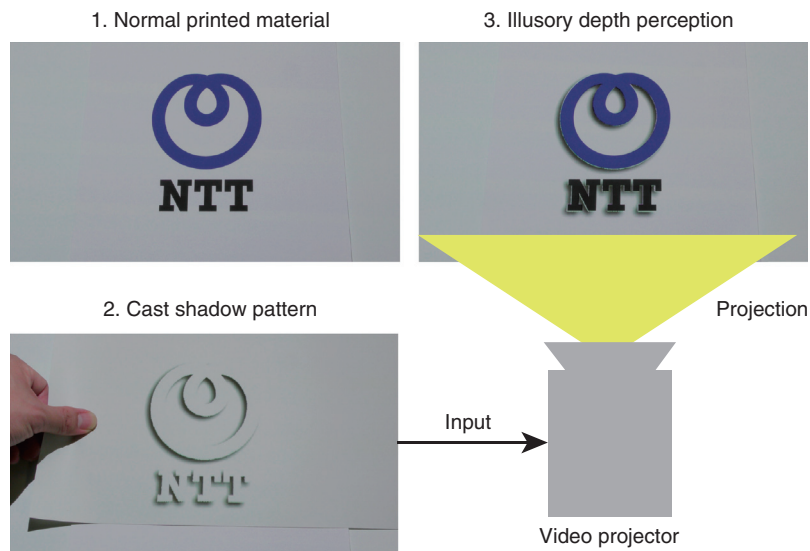 1. Normal printed material
3. Illusory depth perception
NTT
NTT
2. Cast shadow pattern
Projection
NTT
Input
Video projector